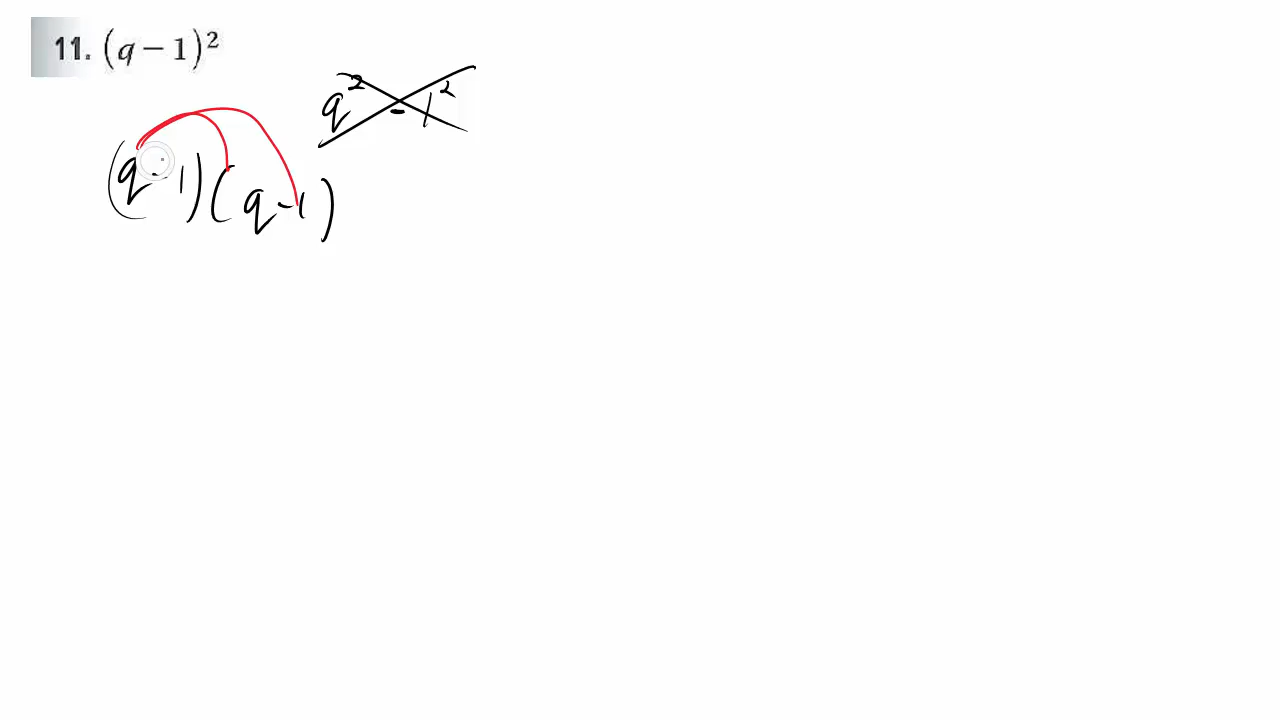 11. (q − 1)²
q² - 1²
(q - 1)(q - 1)